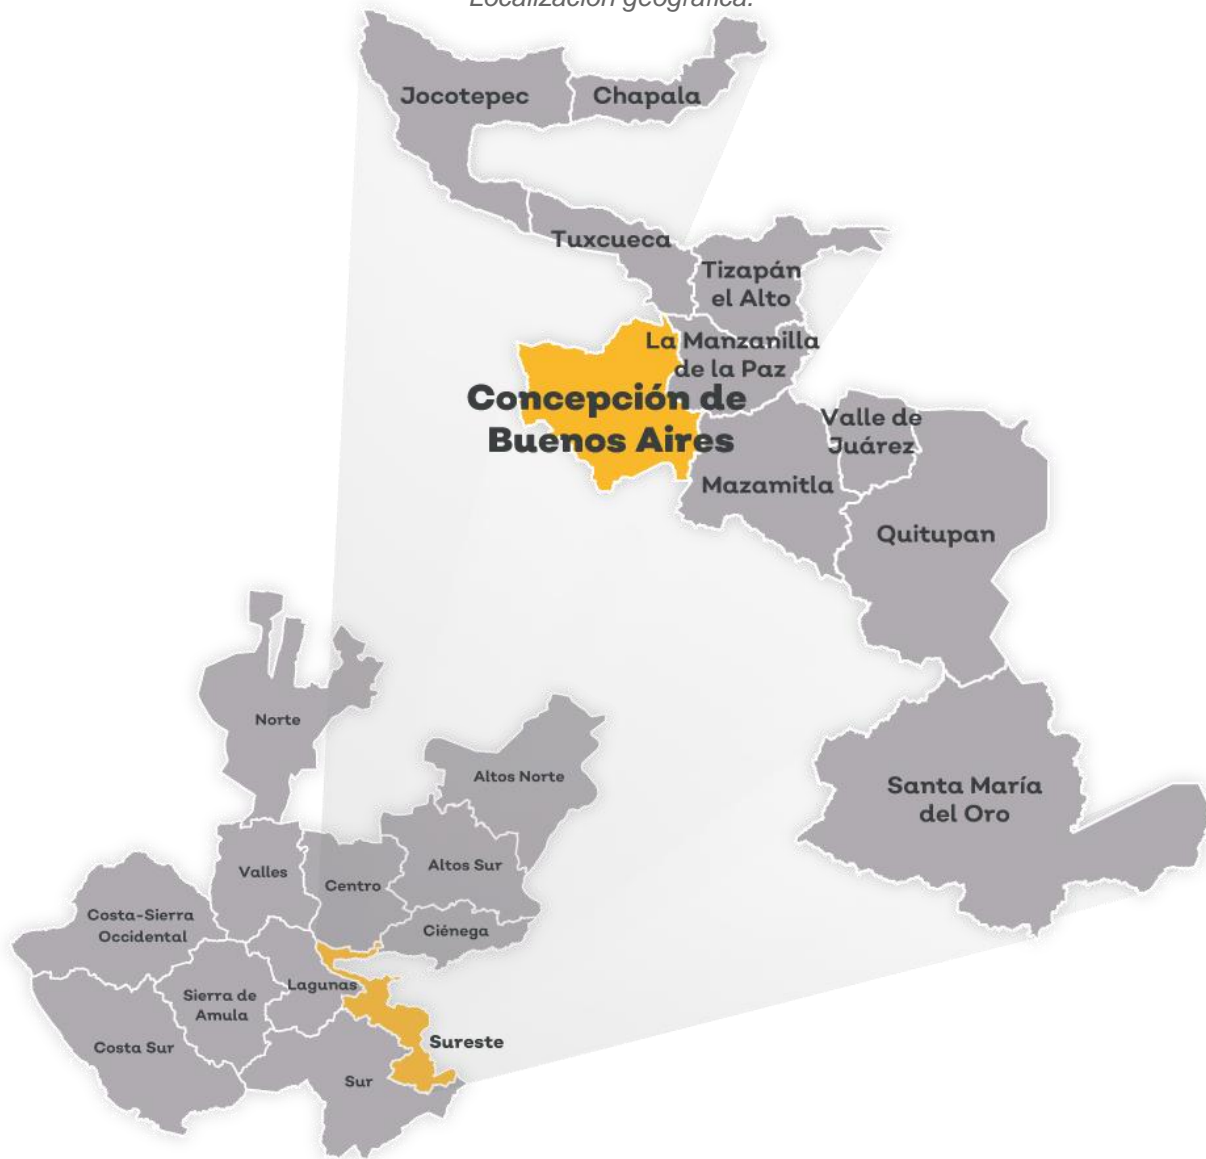 Localización geográfica.
Jocotepec
Chapala
Tuxcueca
Tizapán
el Alto
La Manzanilla
de la Paz
Concepción de
Buenos Aires
Valle de
Juárez
Mazamitla
Quitupan
Santa María
del Oro
Norte
Altos Norte
Valles
Centro
Altos Sur
Costa-Sierra
Occidental
Ciénega
Lagunas
Sierra de
Amula
Costa Sur
Sureste
Sur